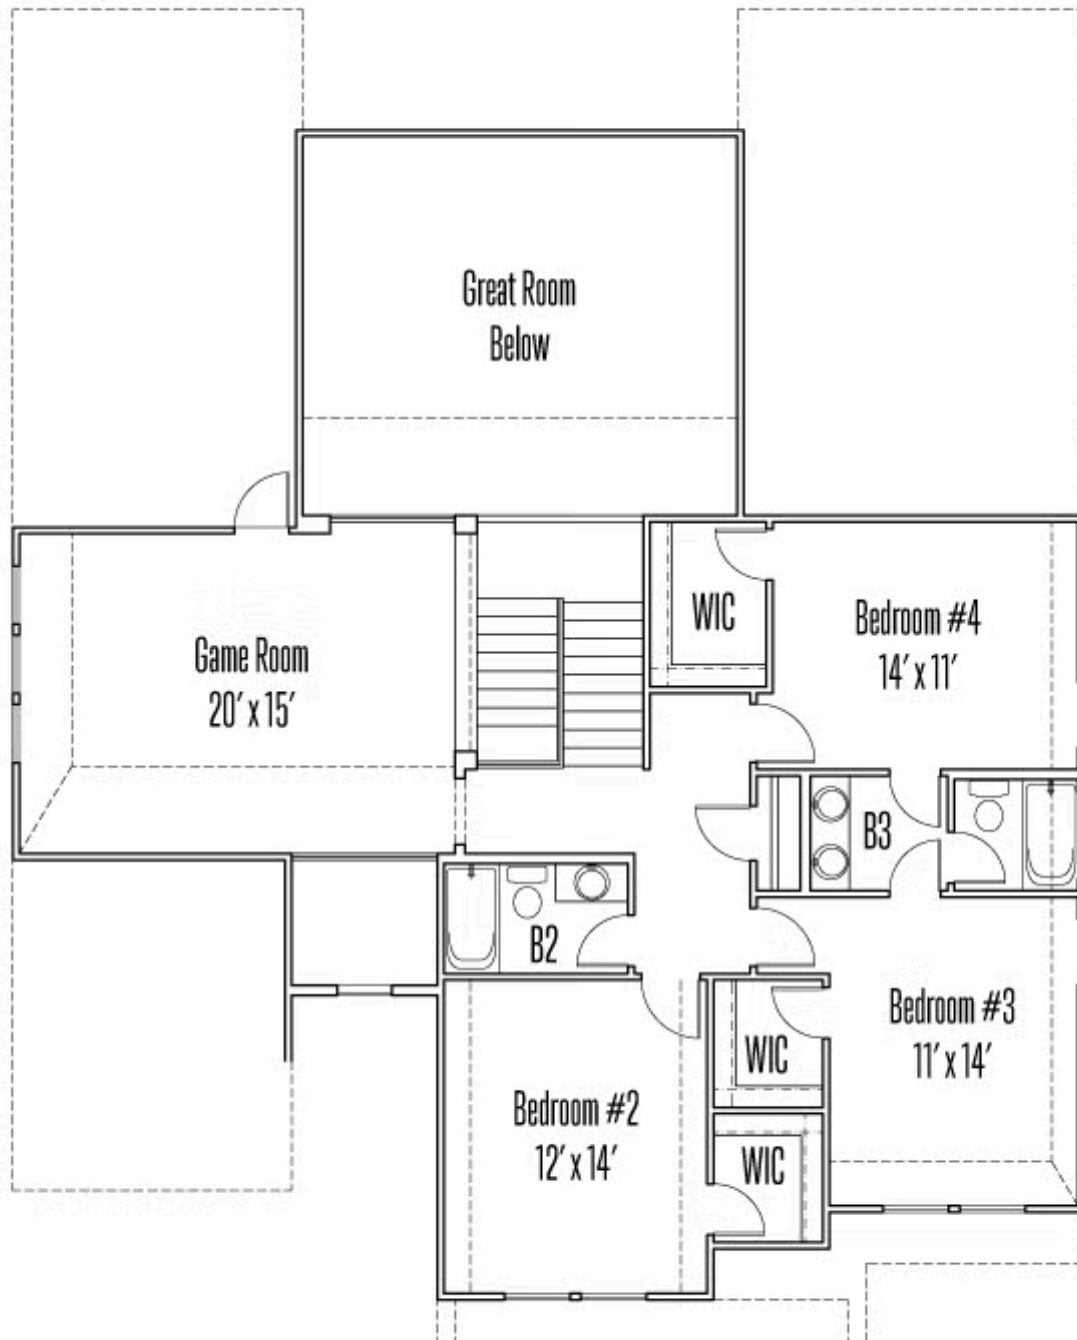 Great Room
Below
WIC
Bedroom #4
14' x 11'
Game Room
20' x 15'
B3
B2
Bedroom #3
11' x 14'
WIC
Bedroom #2
12' x 14'
WIC